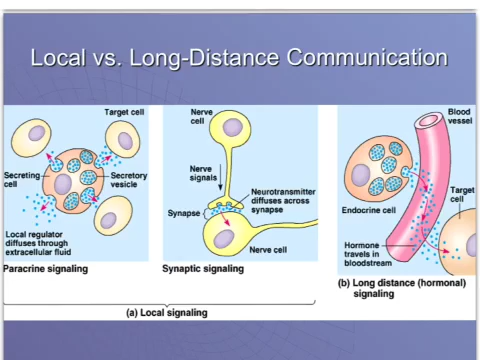 Local vs. Long-Distance Communication
Target cell
Secreting
cell
Secretory
vesicle
Local regulator
diffuses through
extracellular fluid
Paracrine signaling
Nerve
cell
Nerve
signals
Neurotransmitter
diffuses across
synapse
Synapse
Nerve cell
Synaptic signaling
(a) Local signaling
Blood
vessel
Endocrine cell
Target
cell
Hormone
travels in
bloodstream
(b) Long distance (hormonal)
signaling